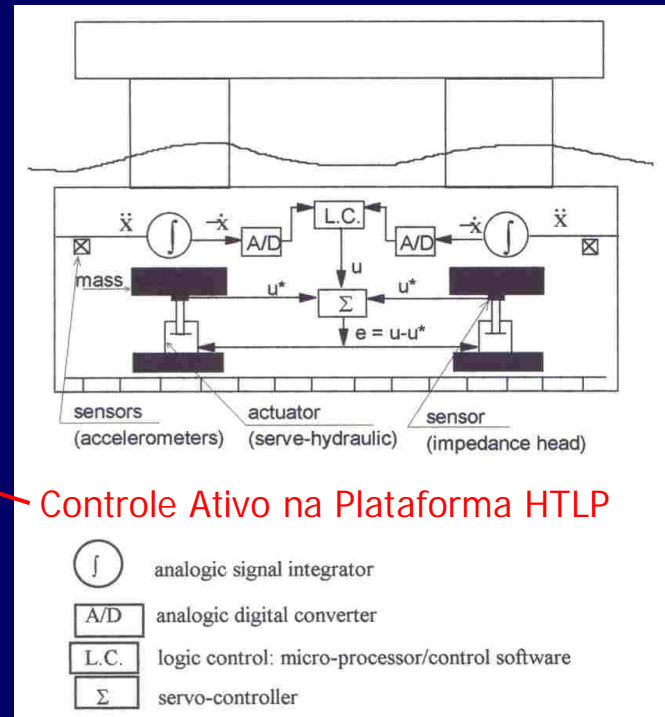 ẍ
ẍ
∫
-ẋ
A/D
L.C.
A/D
-ẋ
∫
u
mass
u*
Σ
u*
e = u-u*
sensors
(accelerometers)
actuator
(serve-hydraulic)
sensor
(impedance head)
Controle Ativo na Plataforma HTLP
∫ analogic signal integrator
A/D analogic digital converter
L.C. logic control: micro-processor/control software
Σ servo-controller